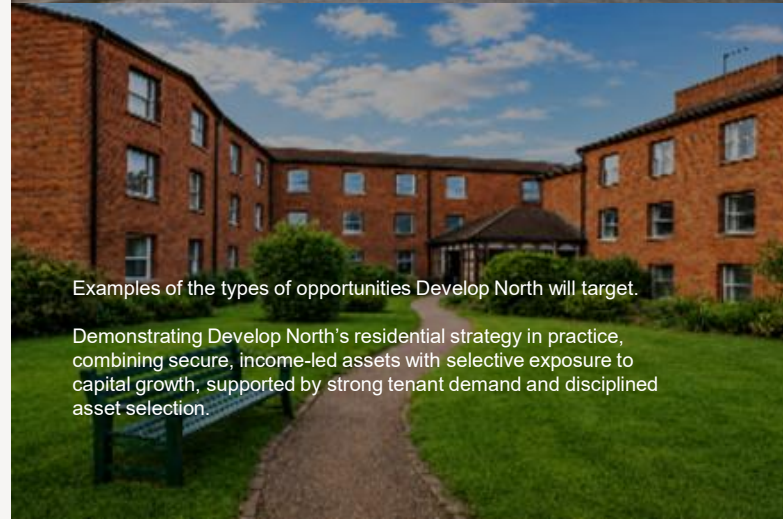 Examples of the types of opportunities Develop North will target.
Demonstrating Develop North’s residential strategy in practice,
combining secure, income-led assets with selective exposure to
capital growth, supported by strong tenant demand and disciplined
asset selection.